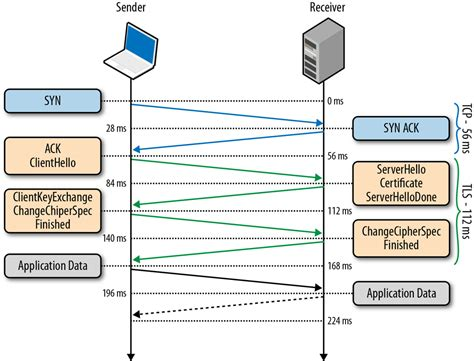 Sender
Receiver
SYN
0 ms
28 ms
SYN ACK
TCP - 56 ms
ACK
ClientHello
56 ms
84 ms
ServerHello
Certificate
ServerHelloDone
TLS - 112 ms
ClientKeyExchange
ChangeChiperSpec
Finished
112 ms
140 ms
ChangeCipherSpec
Finished
Application Data
168 ms
196 ms
Application Data
224 ms